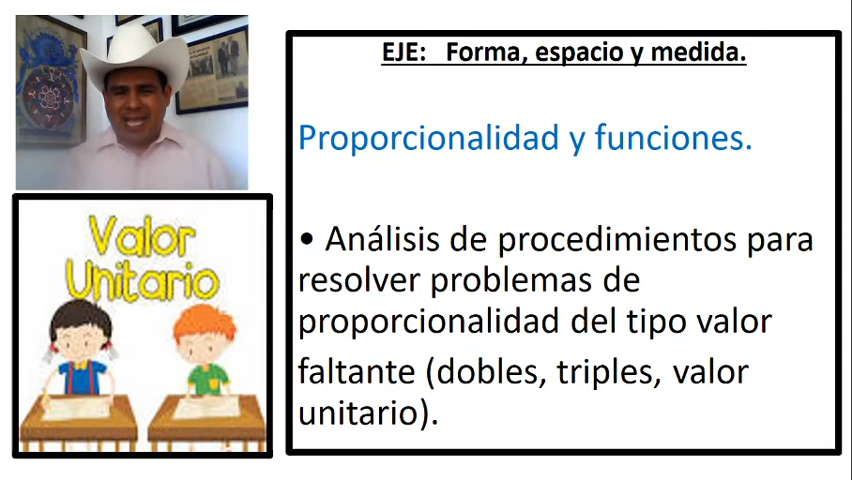 EJE: Forma, espacio y medida.
Proporcionalidad y funciones.
• Análisis de procedimientos para
resolver problemas de
proporcionalidad del tipo valor
faltante (dobles, triples, valor
unitario).
Valor
Unitario